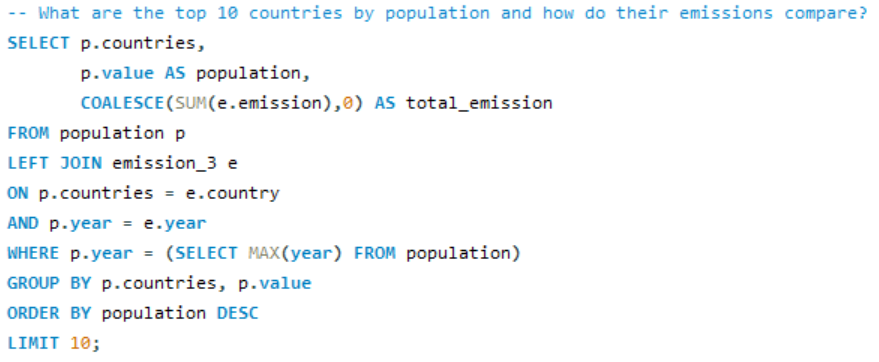 -- What are the top 10 countries by population and how do their emissions compare?
SELECT p.countries,
       p.value AS population,
       COALESCE(SUM(e.emission),0) AS total_emission
FROM population p
LEFT JOIN emission_3 e
ON p.countries = e.country
AND p.year = e.year
WHERE p.year = (SELECT MAX(year) FROM population)
GROUP BY p.countries, p.value
ORDER BY population DESC
LIMIT 10;